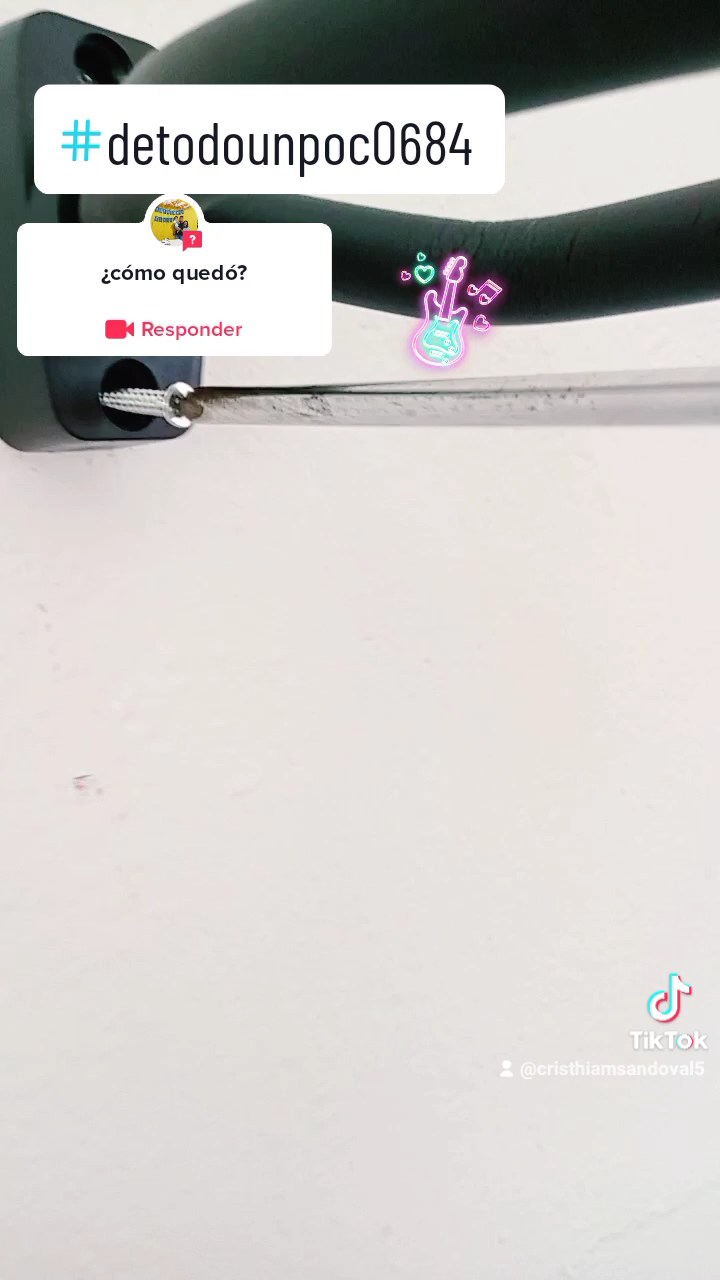 #detodounpoc0684
¿cómo quedó?
Responder
TikTok
@cristhiamsandoval5